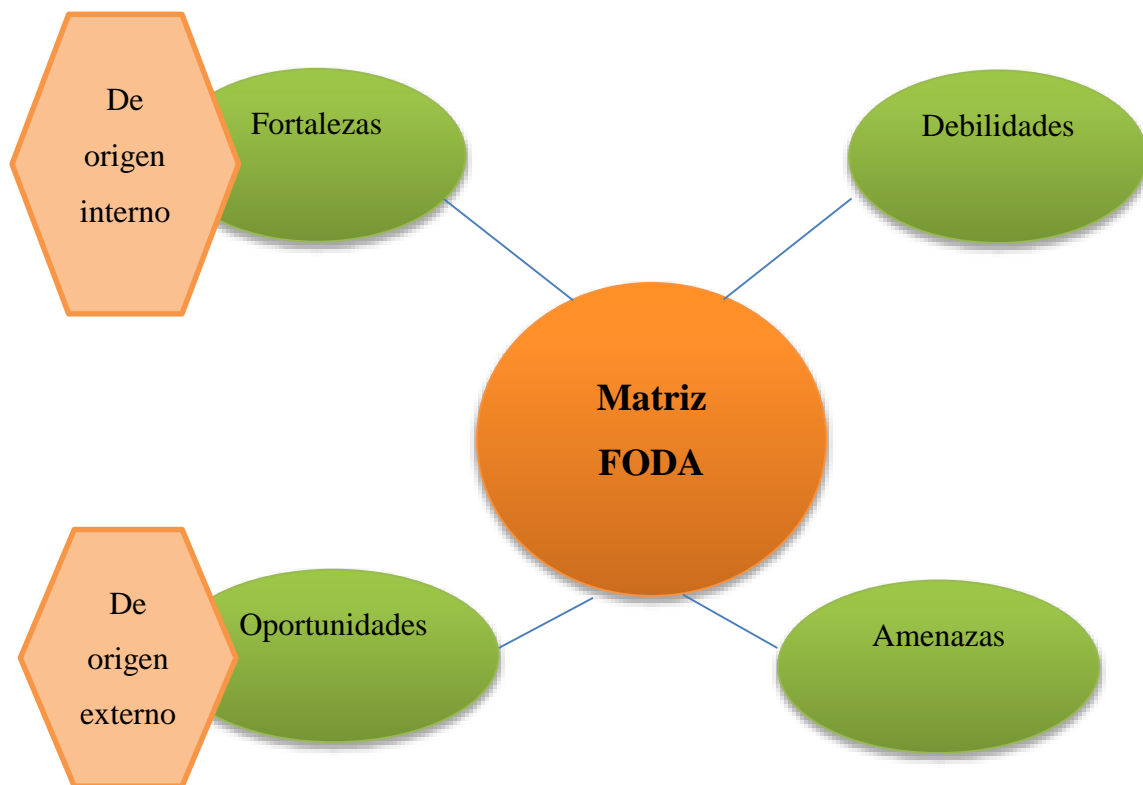 De
origen
interno
Fortalezas
Debilidades
Matriz
FODA
De
origen
externo
Oportunidades
Amenazas